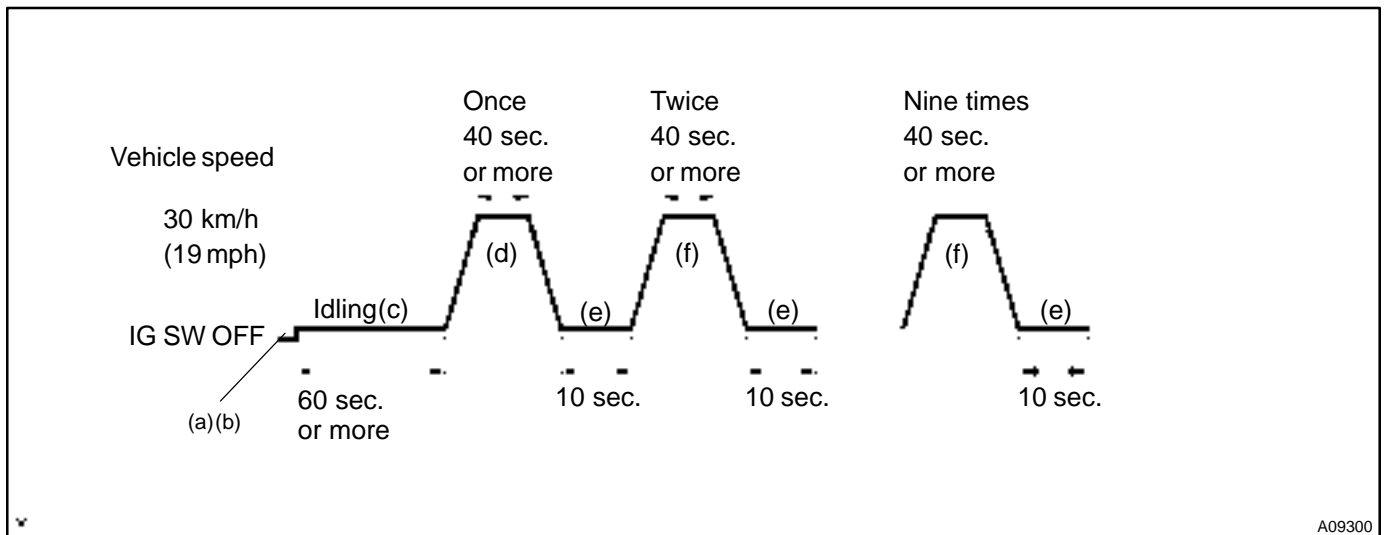 Once
40 sec.
or more
Twice
40 sec.
or more
Nine times
40 sec.
or more
Vehicle speed
30 km/h
(19 mph)
(d)
(f)
(f)
Idling(c)
(e)
(e)
(e)
IG SW OFF
(a)(b)
60 sec.
or more
10 sec.
10 sec.
10 sec.
A09300